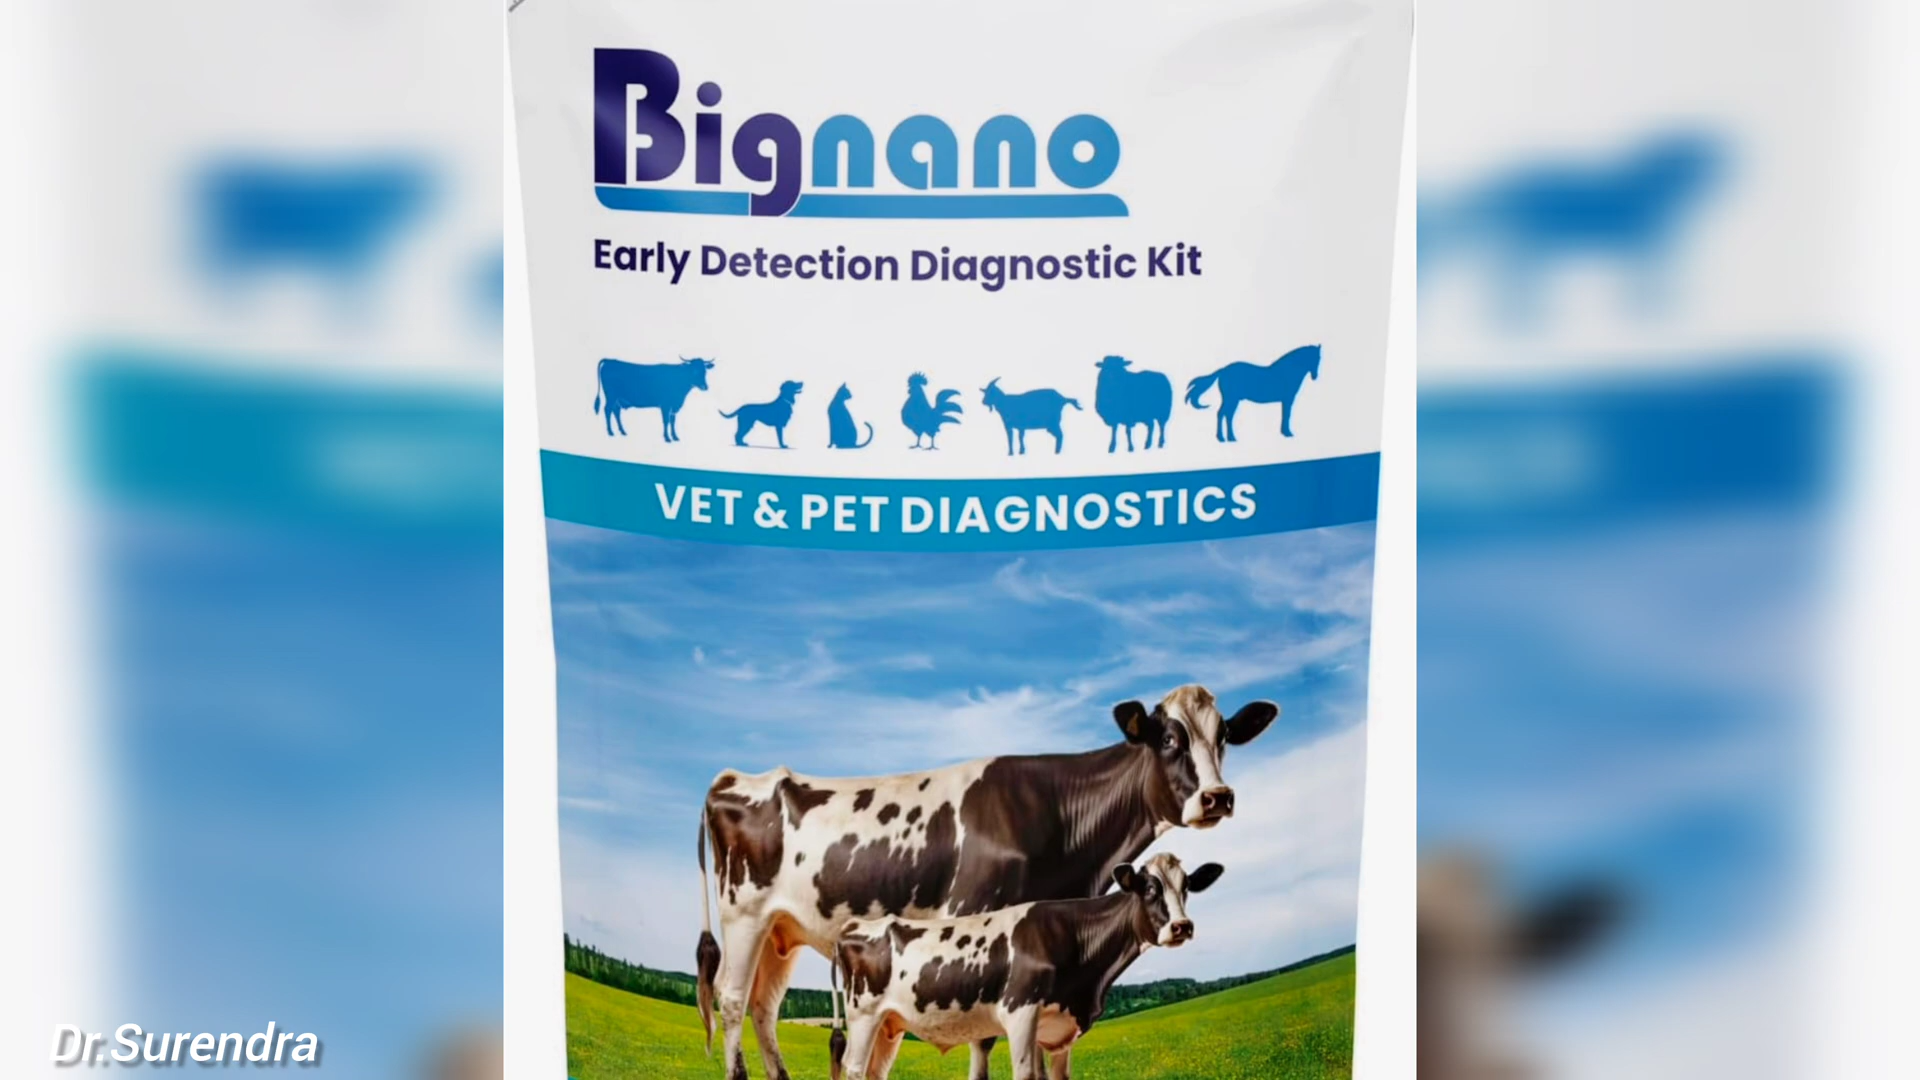 Bignano
Early Detection Diagnostic Kit
VET & PET DIAGNOSTICS
Dr.Surendra